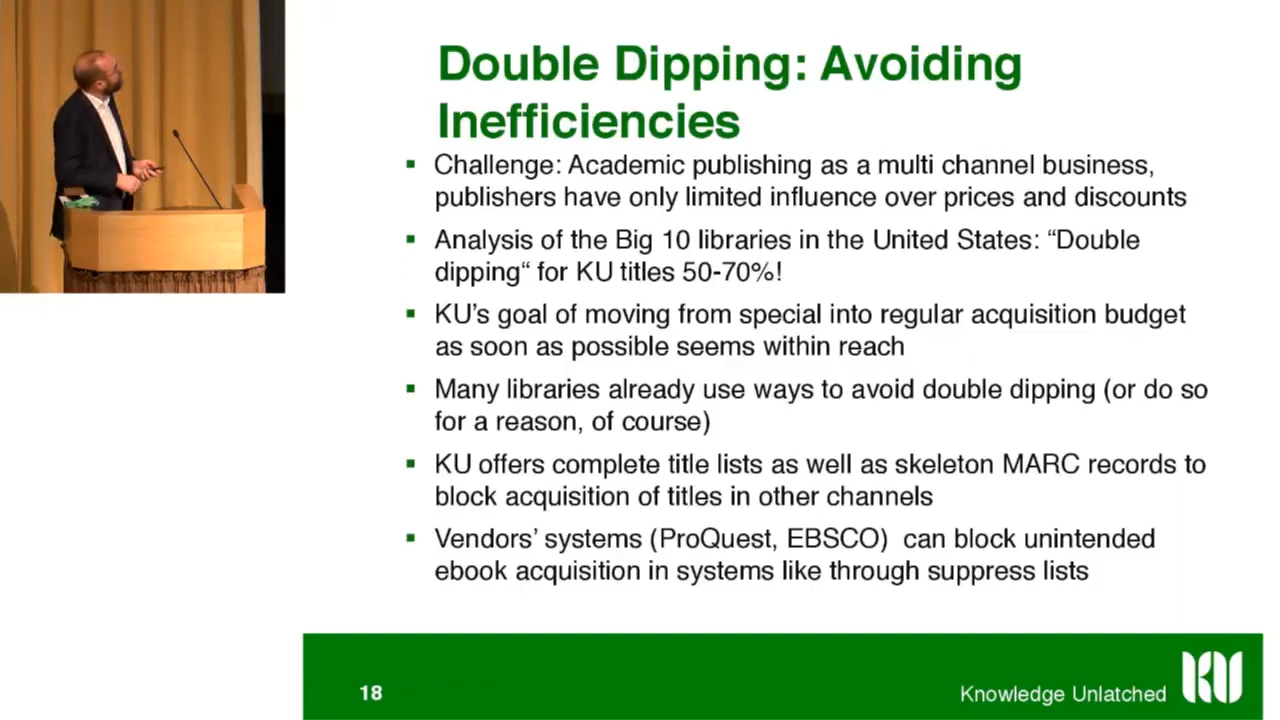 Double Dipping: Avoiding
Inefficiencies
▪ Challenge: Academic publishing as a multi channel business,
publishers have only limited influence over prices and discounts
▪ Analysis of the Big 10 libraries in the United States: “Double
dipping“ for KU titles 50-70%!
▪ KU’s goal of moving from special into regular acquisition budget
as soon as possible seems within reach
▪ Many libraries already use ways to avoid double dipping (or do so
for a reason, of course)
▪ KU offers complete title lists as well as skeleton MARC records to
block acquisition of titles in other channels
▪ Vendors’ systems (ProQuest, EBSCO)  can block unintended
ebook acquisition in systems like through suppress lists
18
Knowledge Unlatched
KU